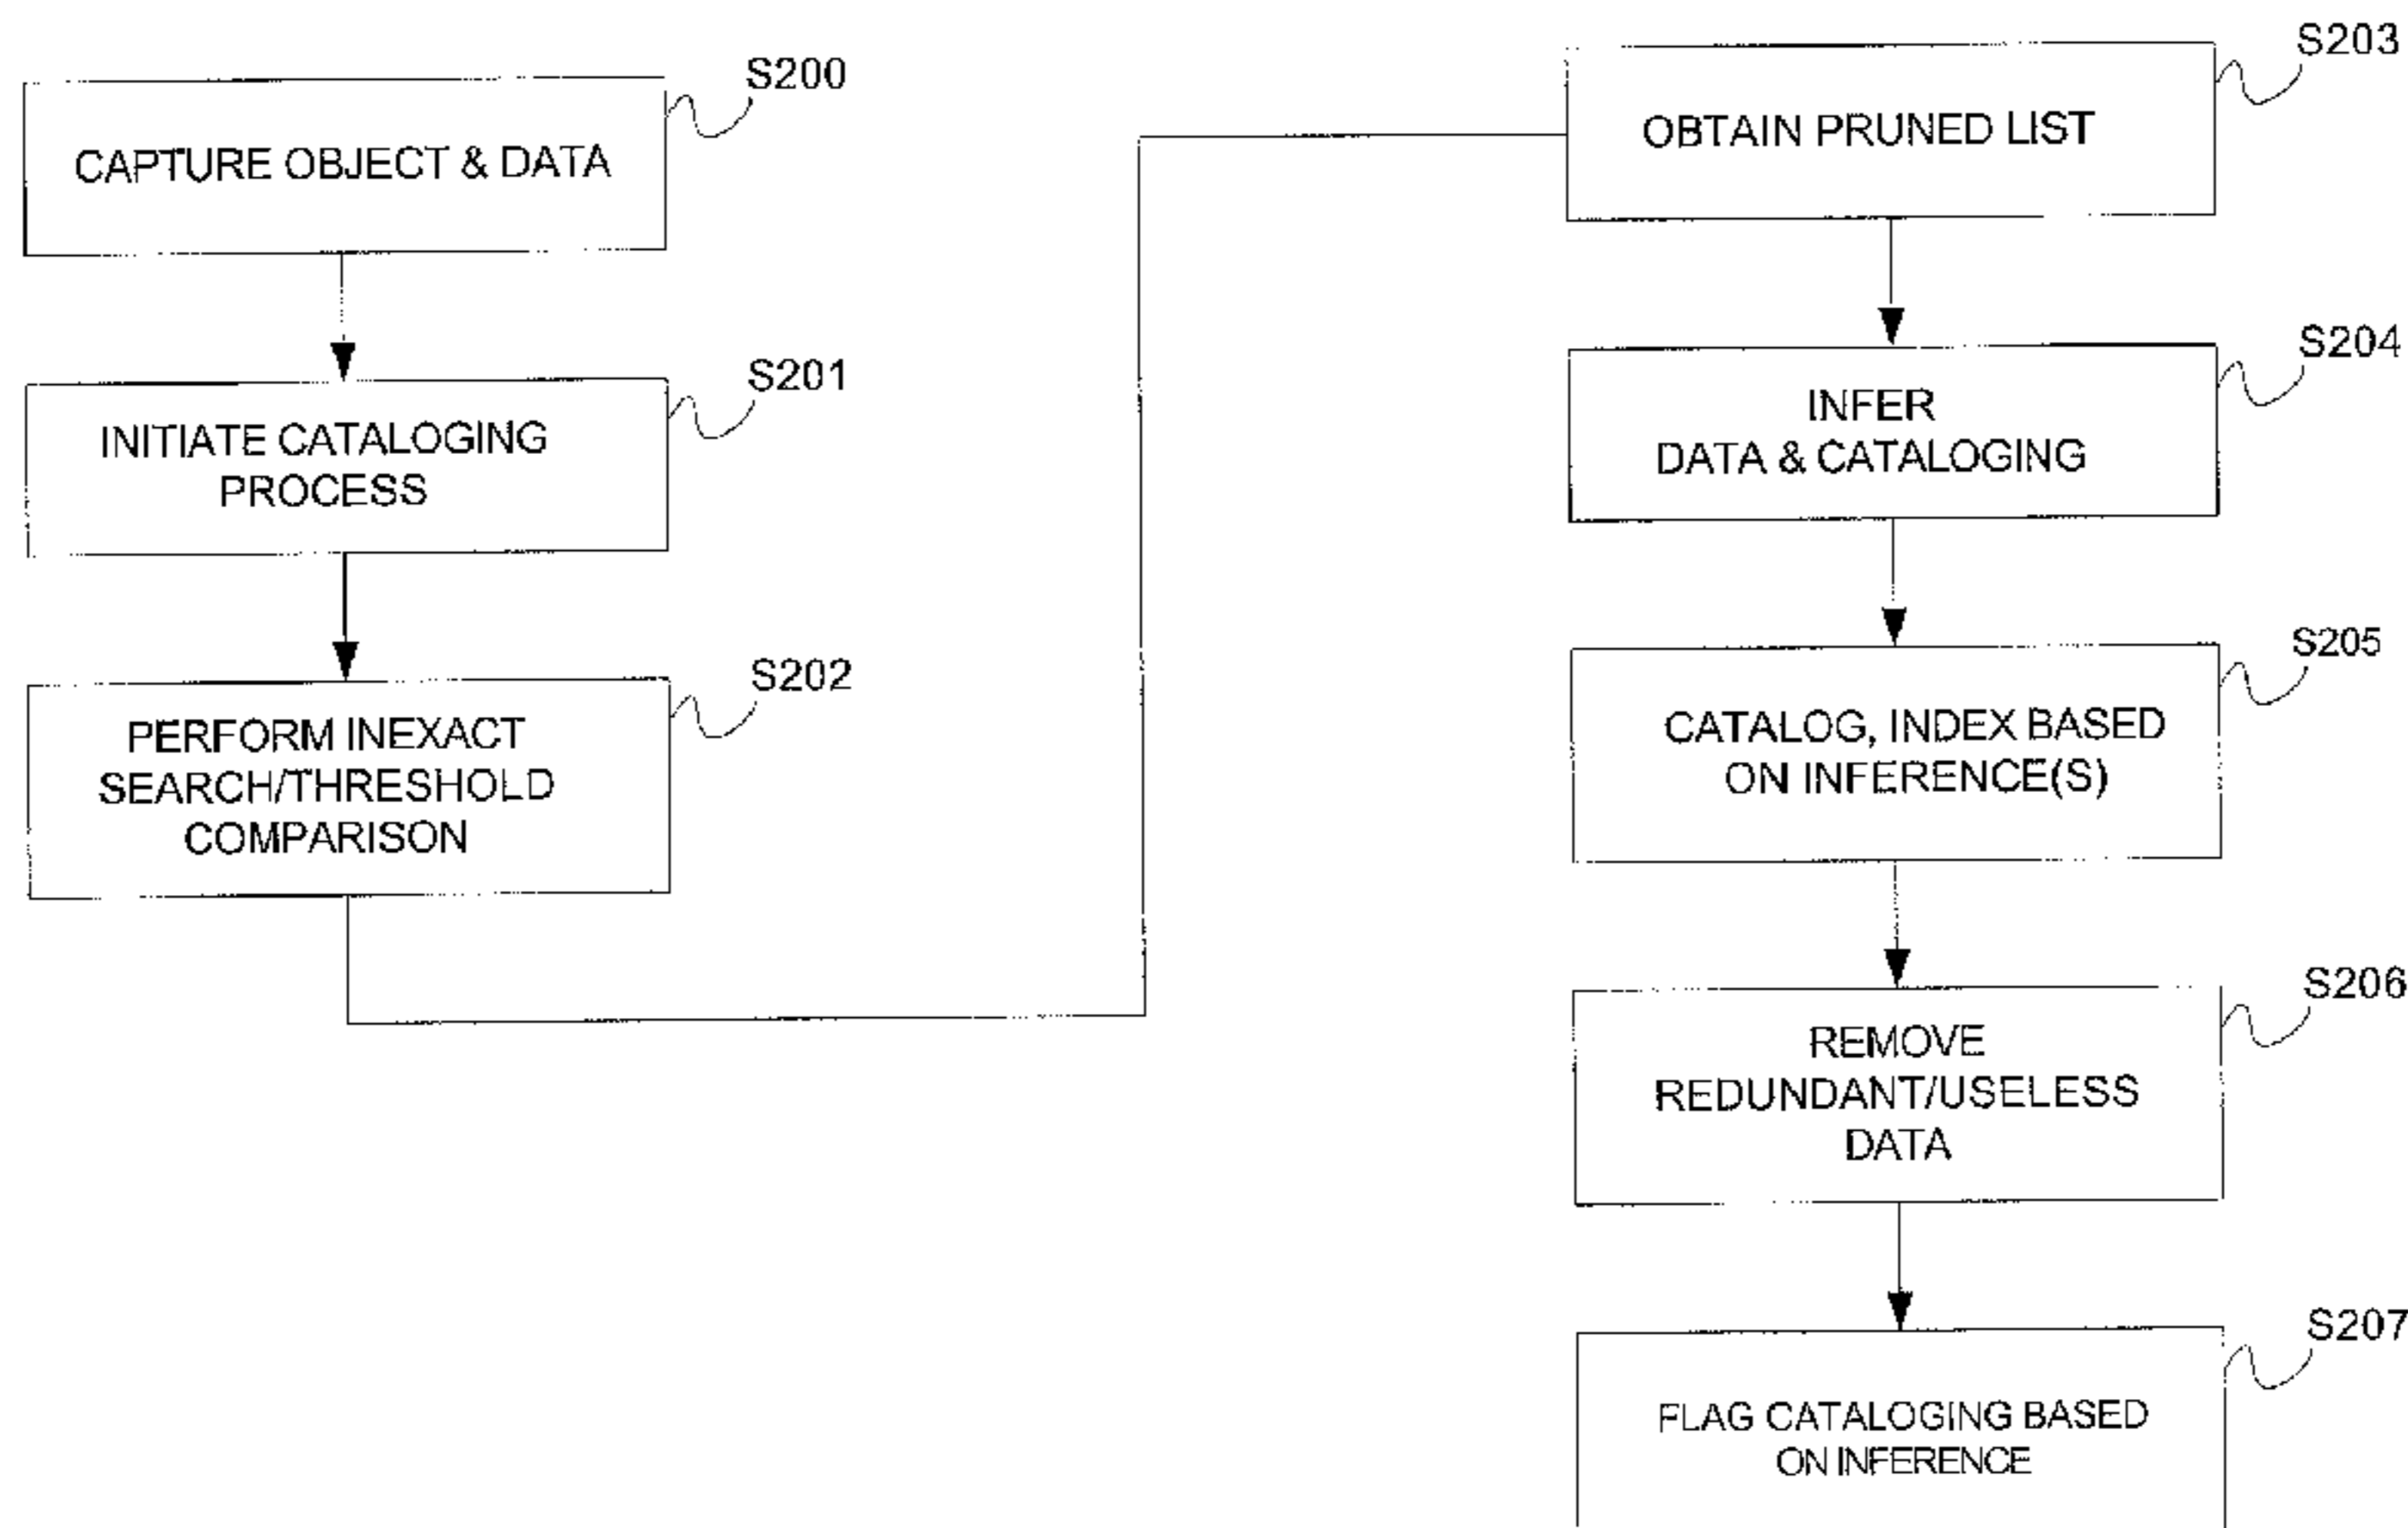 S200
CAPTURE OBJECT & DATA
S201
INITIATE CATALOGING
PROCESS
S202
PERFORM INEXACT
SEARCH/THRESHOLD
COMPARISON
S203
OBTAIN PRUNED LIST
S204
INFER
DATA & CATALOGING
S205
CATALOG, INDEX BASED
ON INFERENCE(S)
S206
REMOVE
REDUNDANT/USELESS
DATA
S207
FLAG CATALOGING BASED
ON INFERENCE